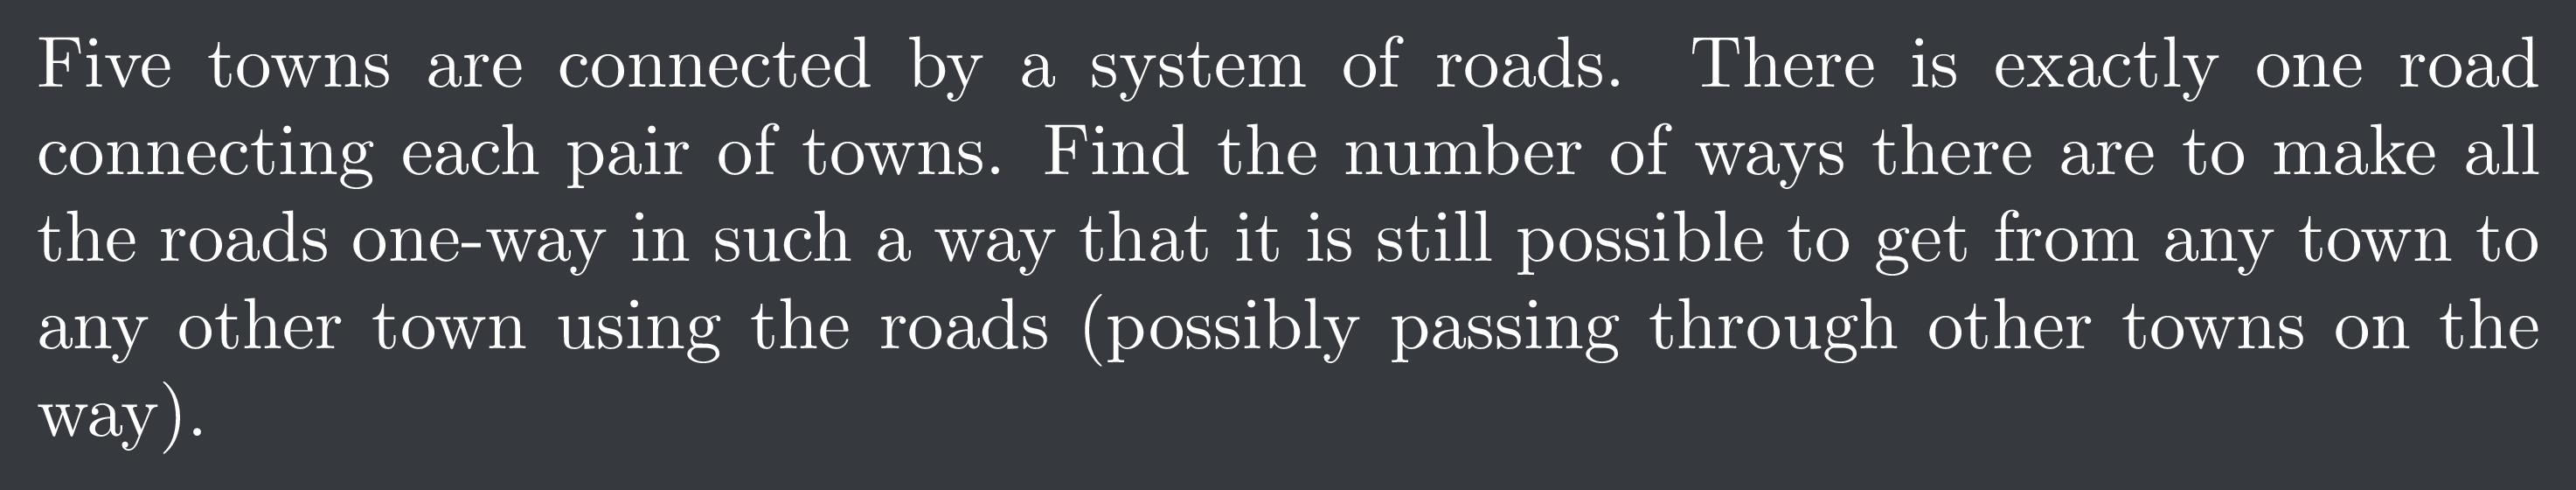 Five towns are connected by a system of roads. There is exactly one road
connecting each pair of towns. Find the number of ways there are to make all
the roads one-way in such a way that it is still possible to get from any town to
any other town using the roads (possibly passing through other towns on the
way).